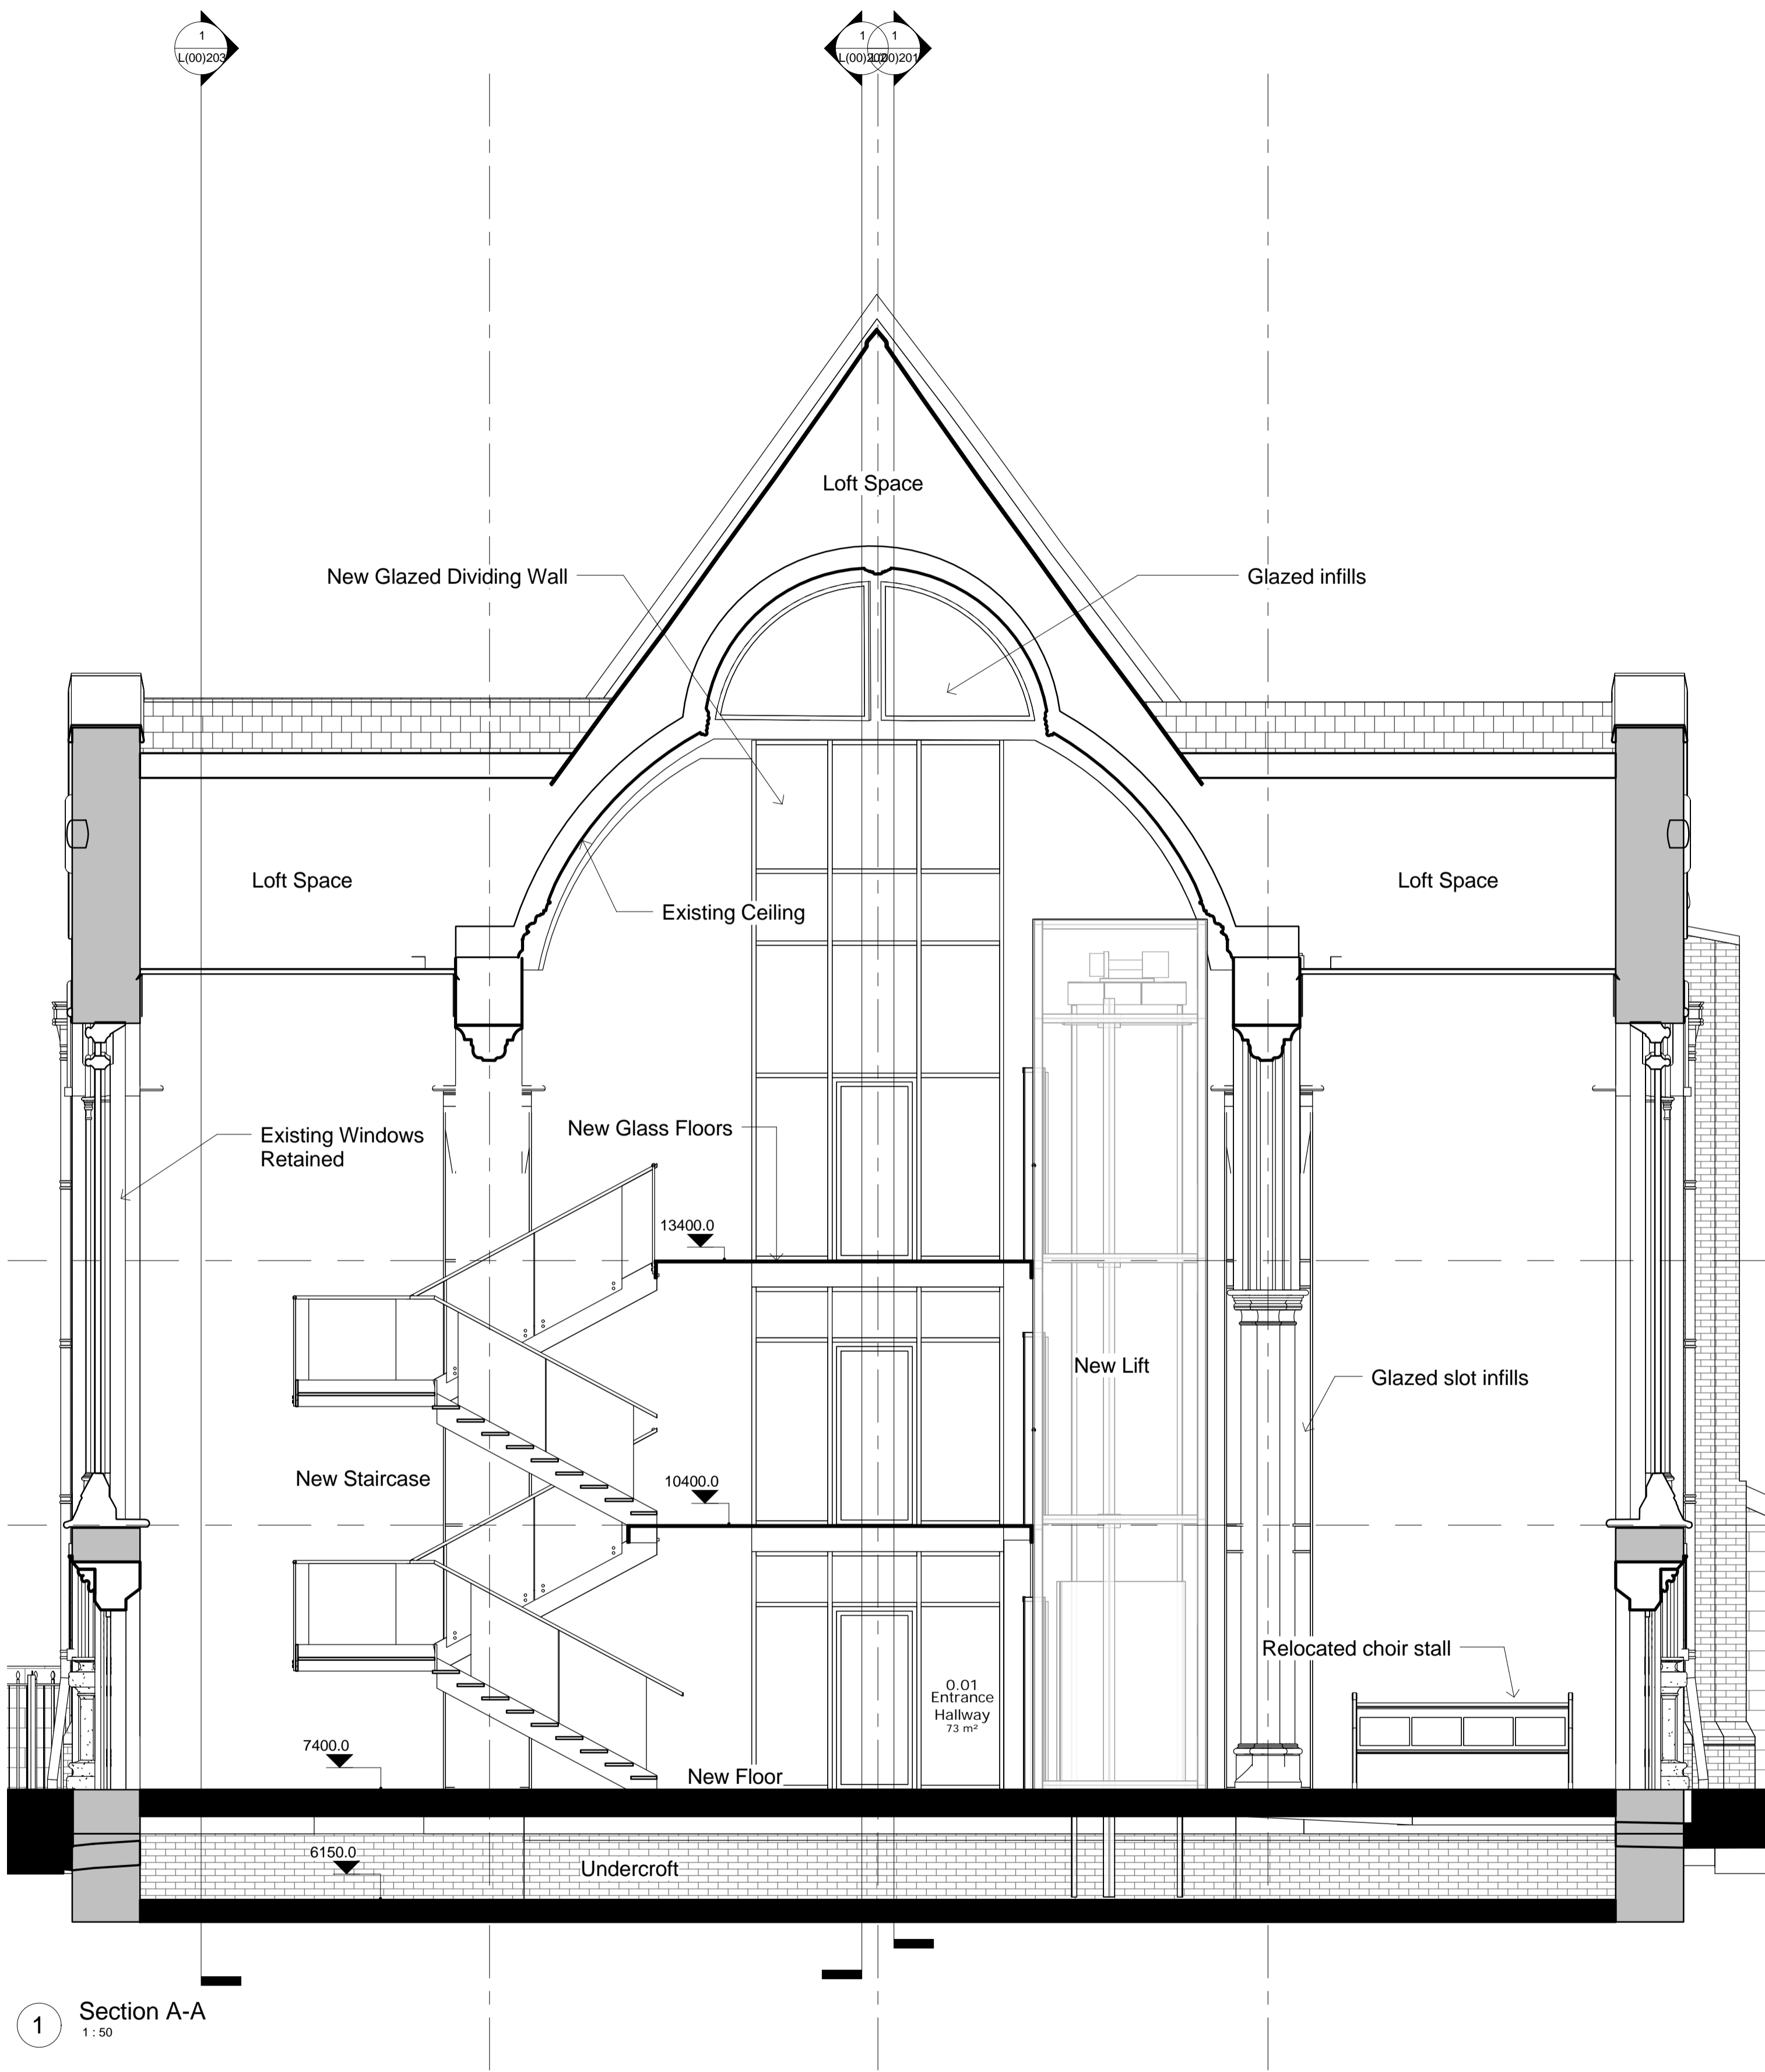 1
L(00)203
1
1
L(00)201
Loft Space
New Glazed Dividing Wall
Glazed infills
Loft Space
Loft Space
Existing Ceiling
Existing Windows
Retained
New Glass Floors
13400.0
New Lift
Glazed slot infills
New Staircase
10400.0
Relocated choir stall
0.01
Entrance
Hallway
73 m²
7400.0
New Floor
6150.0
Undercroft
1
Section A-A
1 : 50